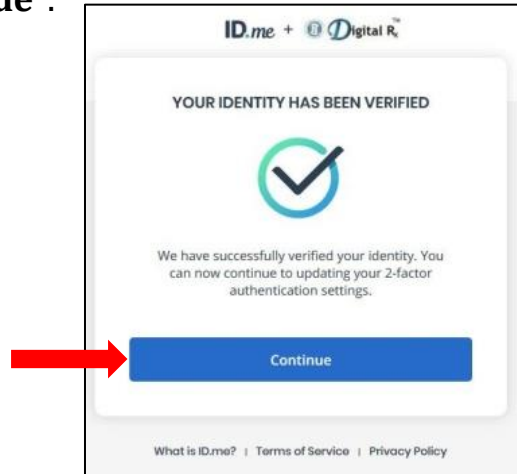 ue".
ID.me + Digital Rx™
YOUR IDENTITY HAS BEEN VERIFIED
We have successfully verified your identity. You
can now continue to updating your 2-factor
authentication settings.
Continue
What is ID.me? | Terms of Service | Privacy Policy